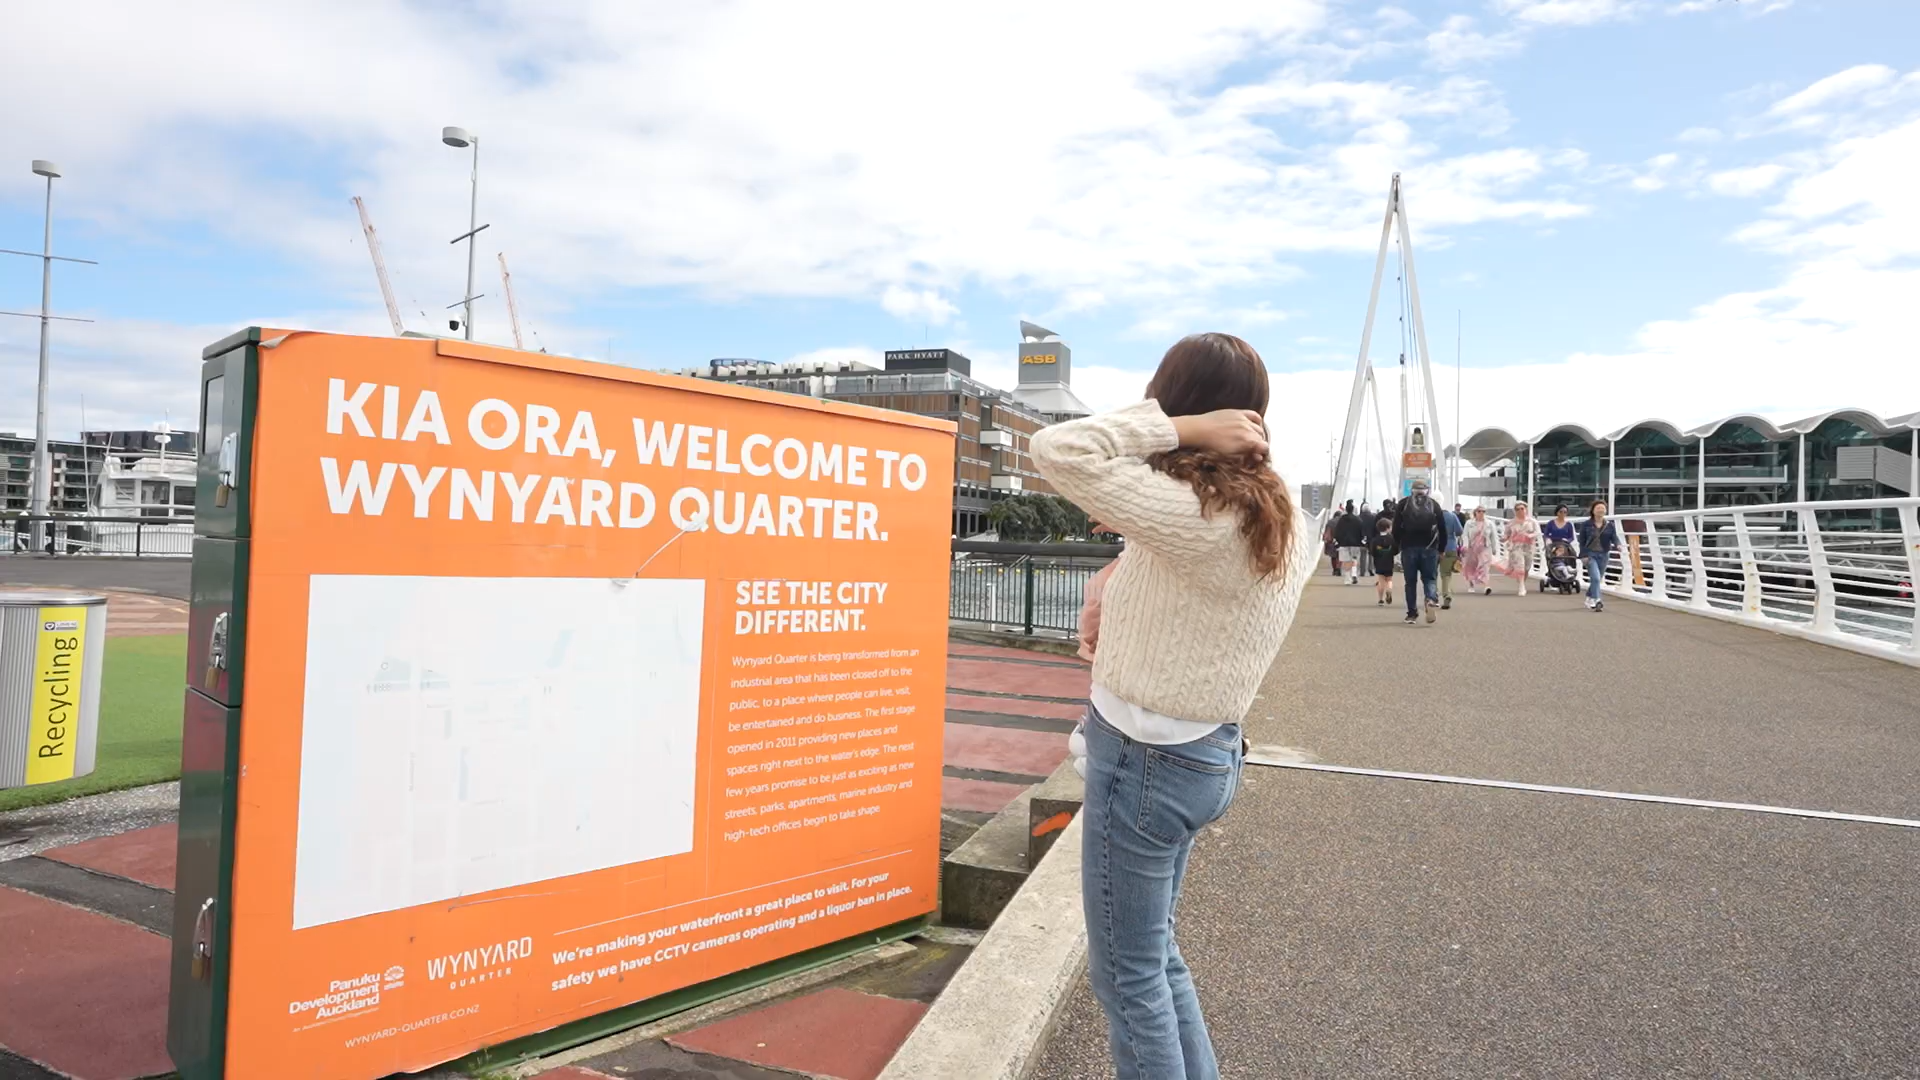 KIA ORA, WELCOME TO
WYNYARD QUARTER.
SEE THE CITY
DIFFERENT.
Wynyard Quarter is being transformed from an
industrial area that has been closed off to the
public, to a place where people can live, visit,
be entertained and do business. The first stage
opened in 2011 providing new places and
spaces right next to the water's edge. The next
few years promise to be just as exciting as new
streets, parks, apartments, marine industry and
high-tech offices begin to take shape
We're making your waterfront a great place to visit. For your
safety we have CCTV cameras operating and a liquor ban in place.
Panuku
Development
Auckland
WYNYARD
QUARTER
WYNYARD-QUARTER.CO.NZ
Recycling
PARK HYATT
ASB